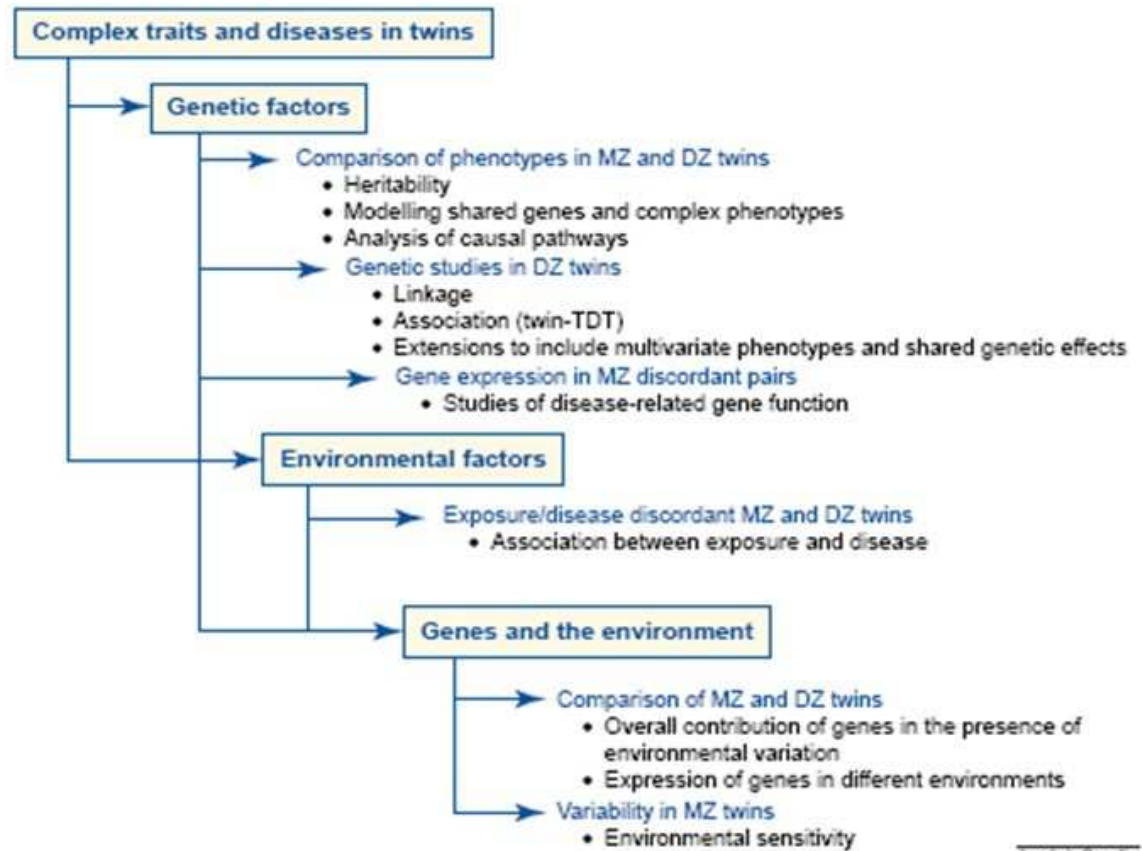 Complex traits and diseases in twins
Genetic factors
Comparison of phenotypes in MZ and DZ twins
• Heritability
• Modelling shared genes and complex phenotypes
• Analysis of causal pathways
Genetic studies in DZ twins
• Linkage
• Association (twin-TDT)
• Extensions to include multivariate phenotypes and shared genetic effects
Gene expression in MZ discordant pairs
• Studies of disease-related gene function
Environmental factors
Exposure/disease discordant MZ and DZ twins
• Association between exposure and disease
Genes and the environment
Comparison of MZ and DZ twins
• Overall contribution of genes in the presence of
environmental variation
• Expression of genes in different environments
Variability in MZ twins
• Environmental sensitivity